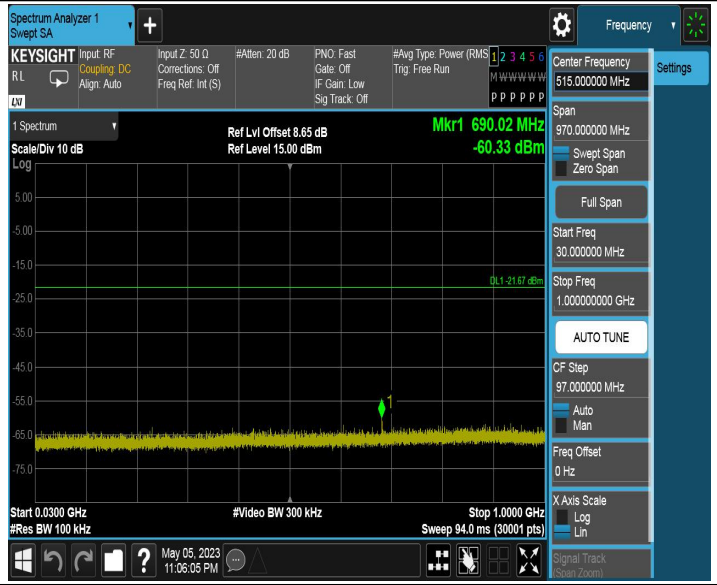 Spectrum Analyzer 1
Swept SA
Frequency
KEYSIGHT
RL
LXI
Input: RF
Coupling: DC
Align: Auto
Input Z: 50 Ω
Corrections: Off
Freq Ref: Int (S)
#Atten: 20 dB
PNO: Fast
Gate: Off
IF Gain: Low
Sig Track: Off
#Avg Type: Power (RMS
Trig: Free Run
1 2 3 4 5 6
M W W W W W
P P P P P P
1 Spectrum
Scale/Div 10 dB
Log
Ref Lvl Offset 8.65 dB
Ref Level 15.00 dBm
Mkr1 690.02 MHz
-60.33 dBm
5.00
-5.00
-15.0
DL1 -21.67 dBm
-25.0
-35.0
-45.0
-55.0
1
-65.0
-75.0
Start 0.0300 GHz
#Res BW 100 kHz
#Video BW 300 kHz
Stop 1.0000 GHz
Sweep 94.0 ms (30001 pts)
?
May 05, 2023
11:06:05 PM
Center Frequency
515.000000 MHz
Settings
Span
970.000000 MHz
Swept Span
Zero Span
Full Span
Start Freq
30.000000 MHz
Stop Freq
1.000000000 GHz
AUTO TUNE
CF Step
97.000000 MHz
Auto
Man
Freq Offset
0 Hz
X Axis Scale
Log
Lin
Signal Track
(Span Zoom)